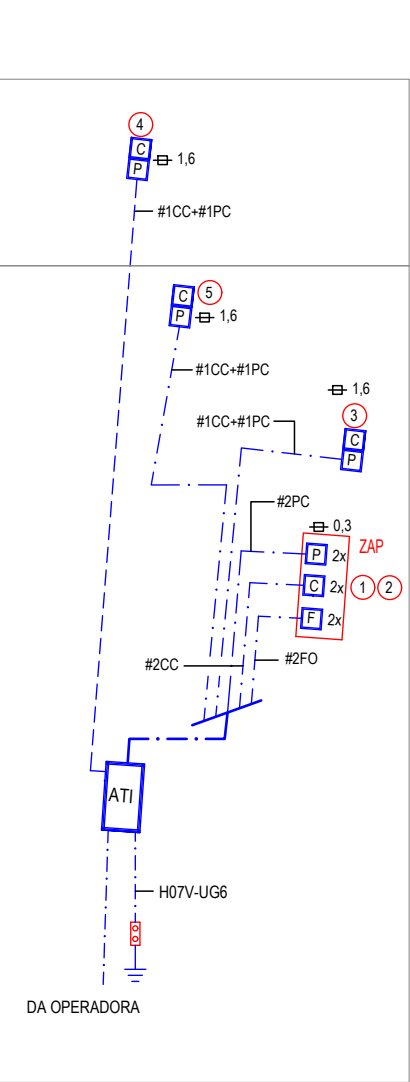 4
C
P
1,6
#1CC+#1PC
C
5
P
1,6
#1CC+#1PC
1,6
#1CC+#1PC
3
C
P
#2PC
0,3
ZAP
P 2x
C 2x 1 2
F 2x
#2CC
#2FO
ATI
H07V-UG6
DA OPERADORA